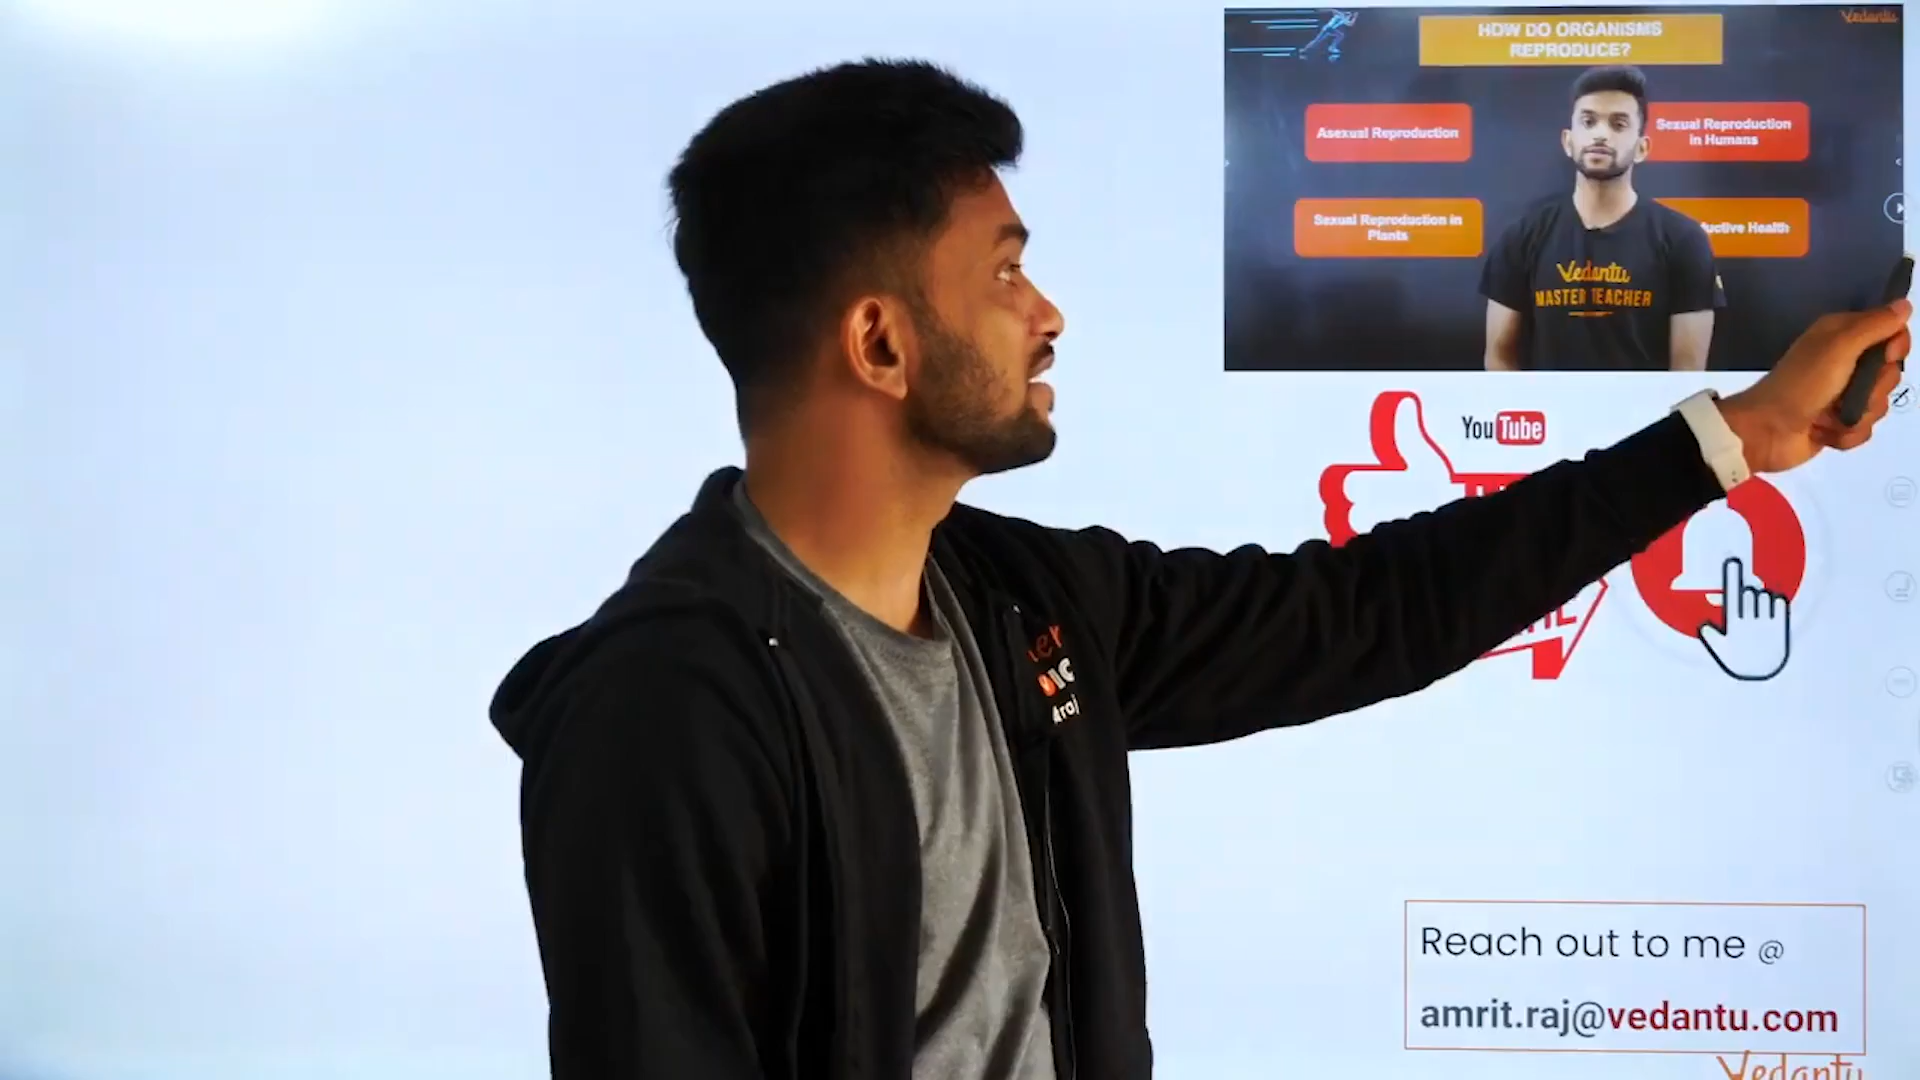 Vedantu
HOW DO ORGANISMS
REPRODUCE?
Asexual Reproduction
Sexual Reproduction
in Humans
Sexual Reproduction in
Plants
Health
Vedantu
MASTER TEACHER
YouTube
Reach out to me @
amrit.raj@vedantu.com
Vedantu